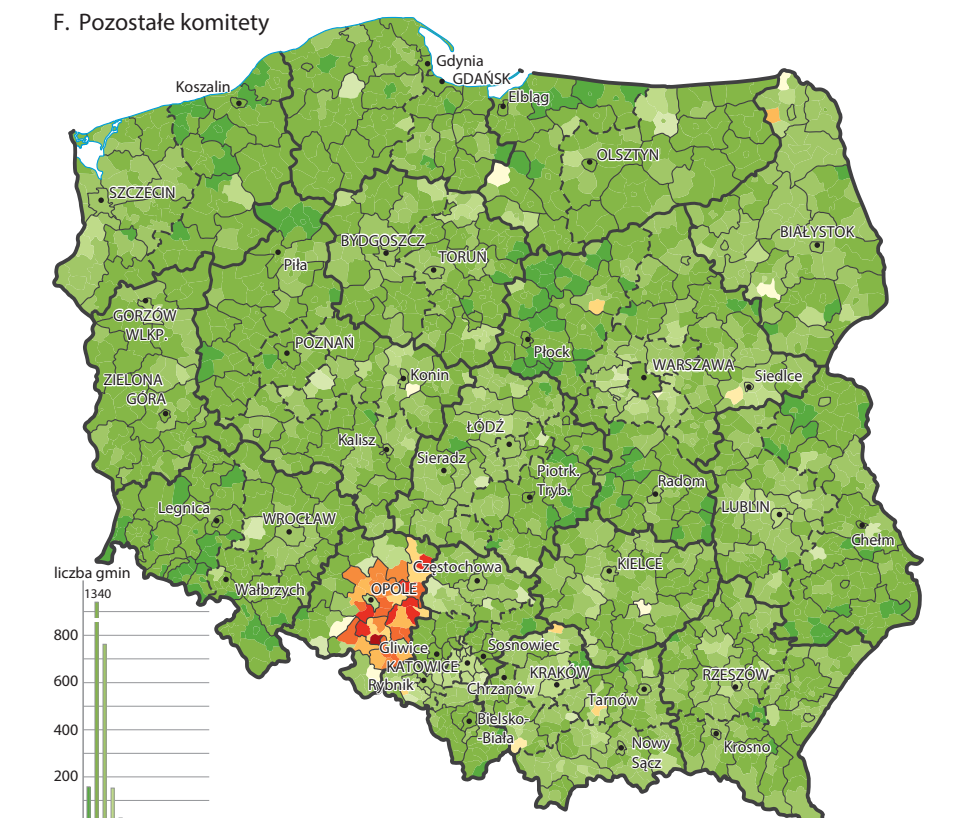 F. Pozostałe komitety
Gdynia
GDAŃSK
Koszalin
Elbląg
OLSZTYN
SZCZECIN
BIAŁYSTOK
BYDGOSZCZ
TORUŃ
Piła
GORZÓW
WLKP.
POZNAŃ
Płock
WARSZAWA
Konin
Siedlce
ZIELONA
GÓRA
ŁÓDŹ
Kalisz
Sieradz
Piotrk.
Tryb.
Radom
Legnica
LUBLIN
WROCŁAW
Chełm
Częstochowa
KIELCE
liczba gmin
1340
Wałbrzych
OPOLE
800
Gliwice
Sosnowiec
KATOWICE
KRAKÓW
RZESZÓW
600
Rybnik
Chrzanów
Tarnów
400
Bielsko-
-Biała
Nowy
Sącz
Krosno
200